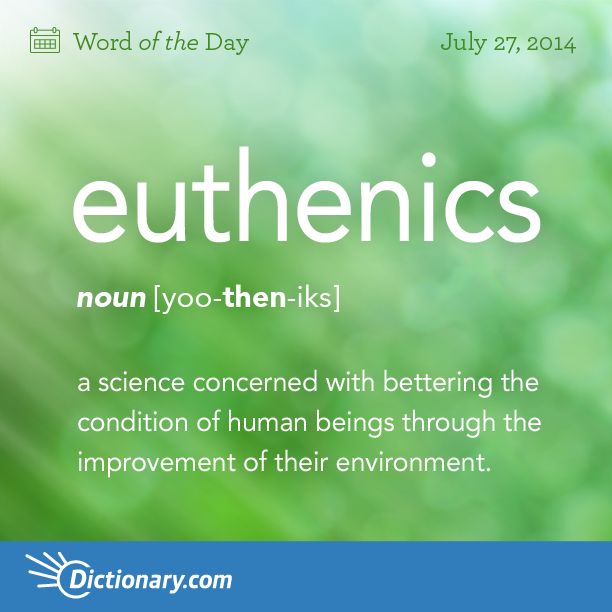 Word of the Day
July 27, 2014
euthenics
noun [yoo-then-iks]
a science concerned with bettering the
condition of human beings through the
improvement of their environment.
Dictionary.com